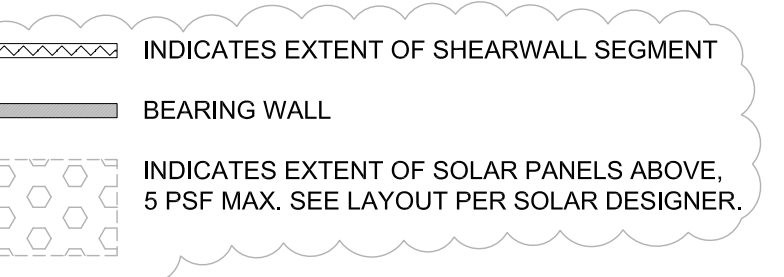 INDICATES EXTENT OF SHEARWALL SEGMENT
BEARING WALL
INDICATES EXTENT OF SOLAR PANELS ABOVE,
5 PSF MAX. SEE LAYOUT PER SOLAR DESIGNER.